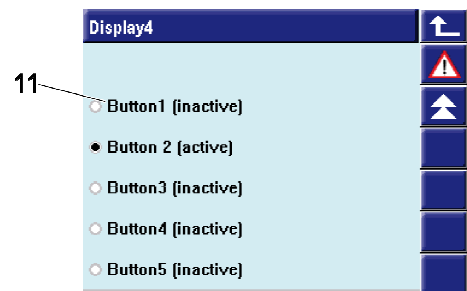 Display4
11
Button1 (inactive)
Button 2 (active)
Button3 (inactive)
Button4 (inactive)
Button5 (inactive)